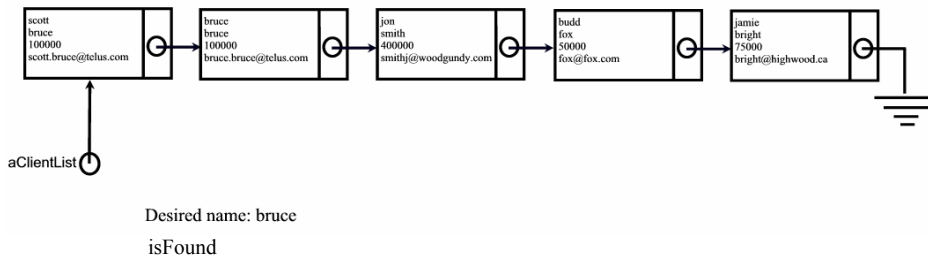 scott
bruce
100000
scott.bruce@telus.com
bruce
bruce
100000
bruce.bruce@telus.com
jon
smith
400000
smithj@woodgundy.com
budd
fox
50000
fox@fox.com
jamie
bright
75000
bright@highwood.ca
aClientList
Desired name: bruce
isFound